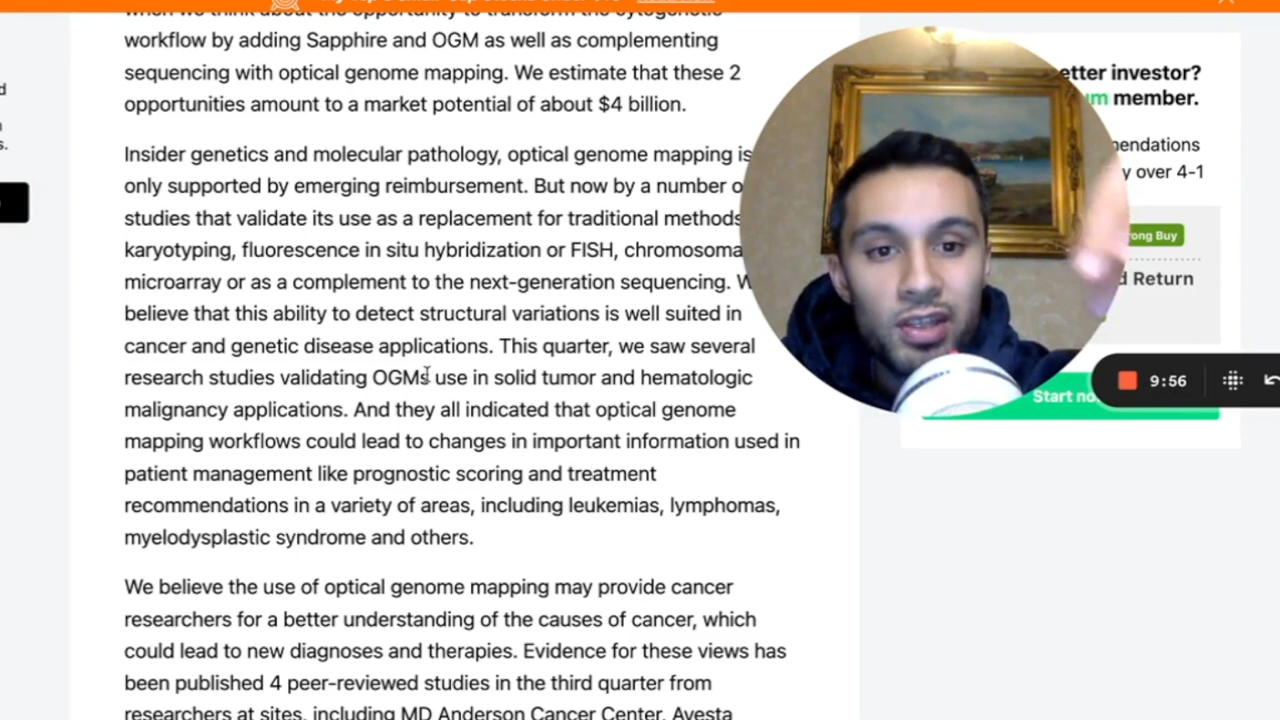 workflow by adding Sapphire and OGM as well as complementing
sequencing with optical genome mapping. We estimate that these 2
opportunities amount to a market potential of about $4 billion.
Insider genetics and molecular pathology, optical genome mapping is
only supported by emerging reimbursement. But now by a number
studies that validate its use as a replacement for traditional methods
karyotyping, fluorescence in situ hybridization or FISH,
microarray or as a complement to the next-generation sequencing.
believe that this ability to detect structural variations is well suited in
cancer and genetic disease applications. This quarter, we saw several
research studies validating OGMs use in solid tumor and hematologic
malignancy applications. And they all indicated that optical genome
mapping workflows could lead to changes in important information used in
patient management like prognostic scoring and treatment
recommendations in a variety of areas, including leukemias, lymphomas,
myelodysplastic syndrome and others.
We believe the use of optical genome mapping may provide cancer
researchers for a better understanding of the causes of cancer, which
could lead to new diagnoses and therapies. Evidence for these views has
been published 4 peer-reviewed studies in the third quarter from
researchers at sites, including MD Anderson Cancer Center, Avesta
investor?
member.
over 4-1
Buy
Return
Start
9:56